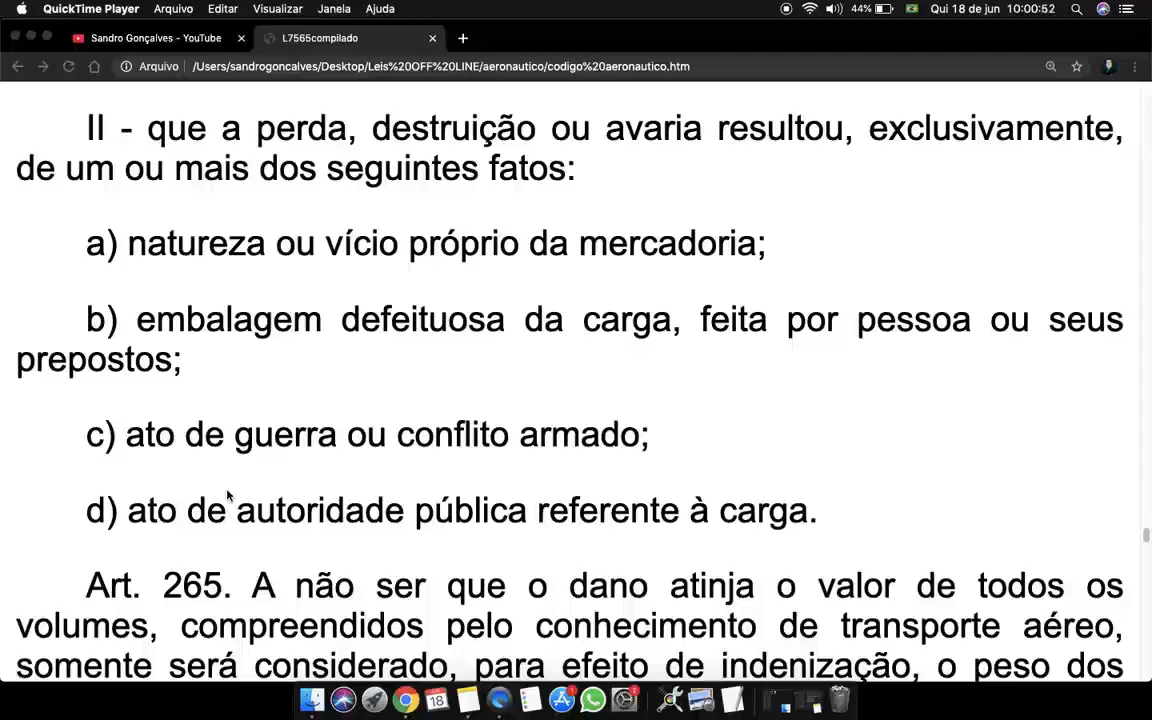 QuickTime Player Arquivo Editar Visualizar Janela Ajuda 44% Qui 18 de jun 10:00:52
Sandro Gonçalves - YouTube L7565compilado
Arquivo /Users/sandrogoncalves/Desktop/Leis%20OFF%20LINE/aeronautico/codigo%20aeronautico.htm
II - que a perda, destruição ou avaria resultou, exclusivamente,
de um ou mais dos seguintes fatos:
a) natureza ou vício próprio da mercadoria;
b) embalagem defeituosa da carga, feita por pessoa ou seus
prepostos;
c) ato de guerra ou conflito armado;
d) ato de autoridade pública referente à carga.
Art. 265. A não ser que o dano atinja o valor de todos os
volumes, compreendidos pelo conhecimento de transporte aéreo,
somente será considerado, para efeito de indenização, o peso dos
18